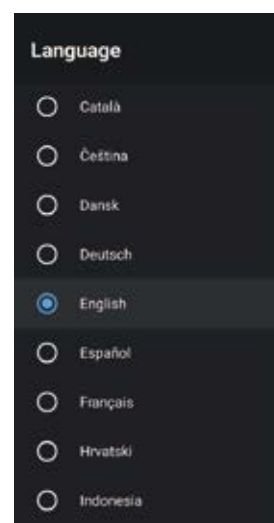 Language
Català
Čeština
Dansk
Deutsch
English
Español
Français
Hrvatski
Indonesia